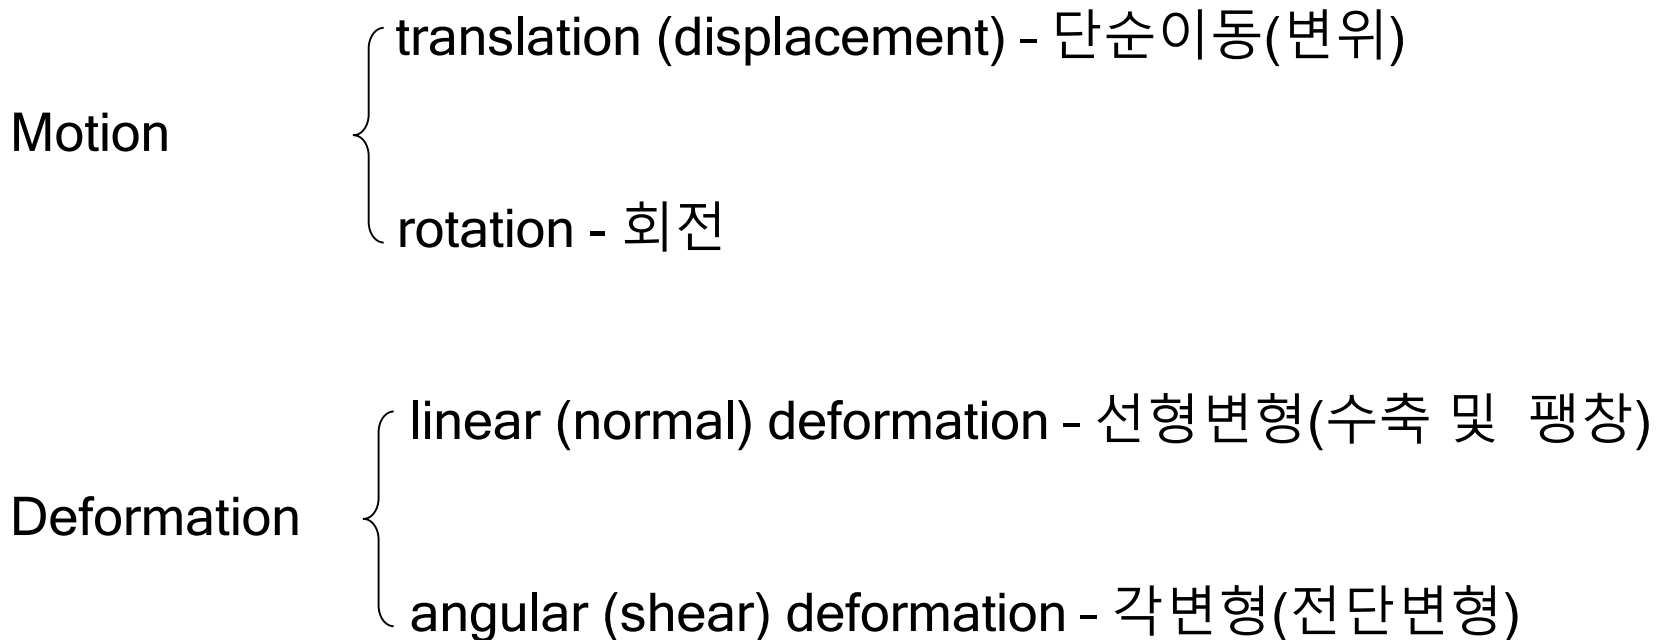 translation (displacement) - 단순이동(변위)
Motion
rotation - 회전
linear (normal) deformation - 선형변형(수축 및 팽창)
Deformation
angular (shear) deformation - 각변형(전단변형)